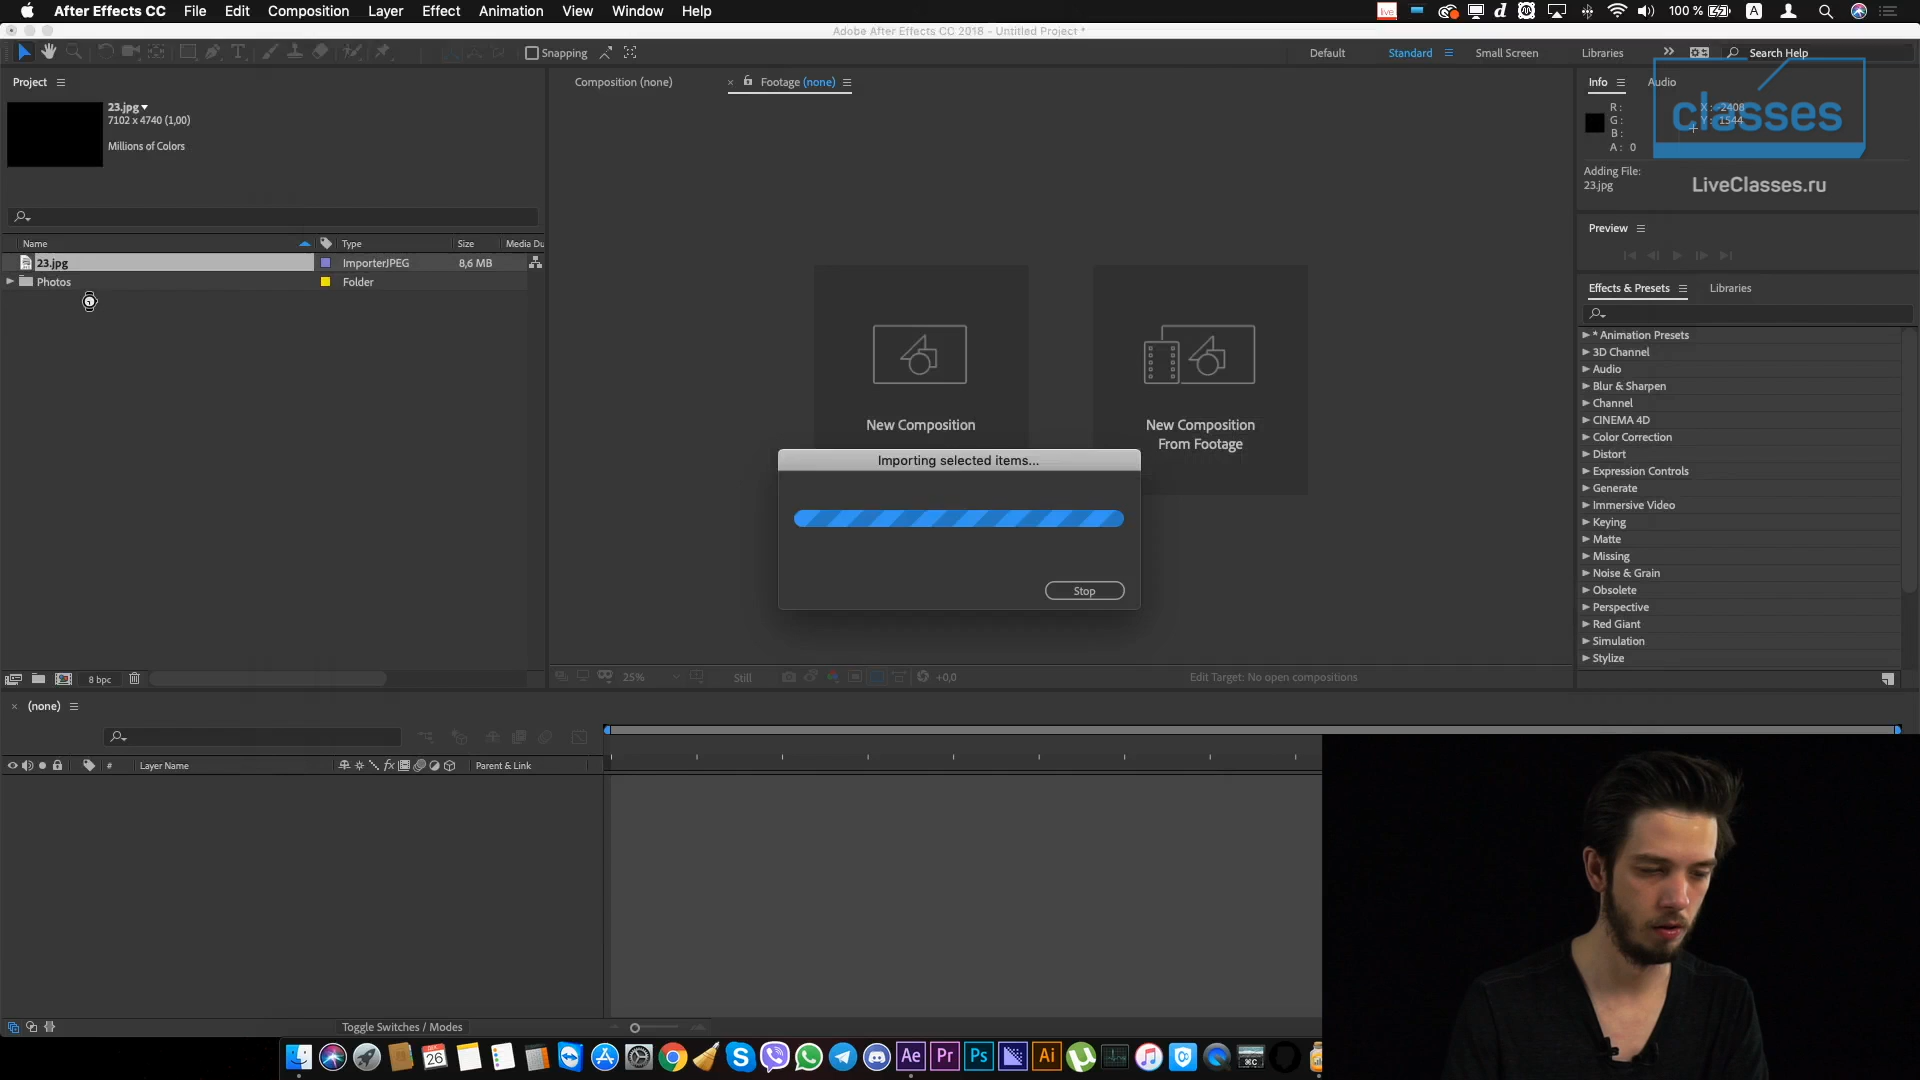 After Effects CC File Edit Composition Layer Effect Animation View Window Help
live 100 % A
Adobe After Effects CC 2018 - Untitled Project *
Snapping Default Standard Small Screen Libraries Search Help
Project
23.jpg
7102 x 4740 (1,00)
Millions of Colors
Name Type Size Media Du
23.jpg ImporterJPEG 8,6 MB
Photos Folder
8 bpc
Composition (none) Footage (none)
New Composition
New Composition
From Footage
Importing selected items...
Stop
25% Still +0,0 Edit Target: No open compositions
Info Audio
R : X : -2408
G : Y : 1544
B :
A : 0
Adding File:
23.jpg
classes
LiveClasses.ru
Preview
Effects & Presets Libraries
* Animation Presets
3D Channel
Audio
Blur & Sharpen
Channel
CINEMA 4D
Color Correction
Distort
Expression Controls
Generate
Immersive Video
Keying
Matte
Missing
Noise & Grain
Obsolete
Perspective
Red Giant
Simulation
Stylize
(none)
# Layer Name fx Parent & Link
Toggle Switches / Modes
26 Ae Pr Ps Ai